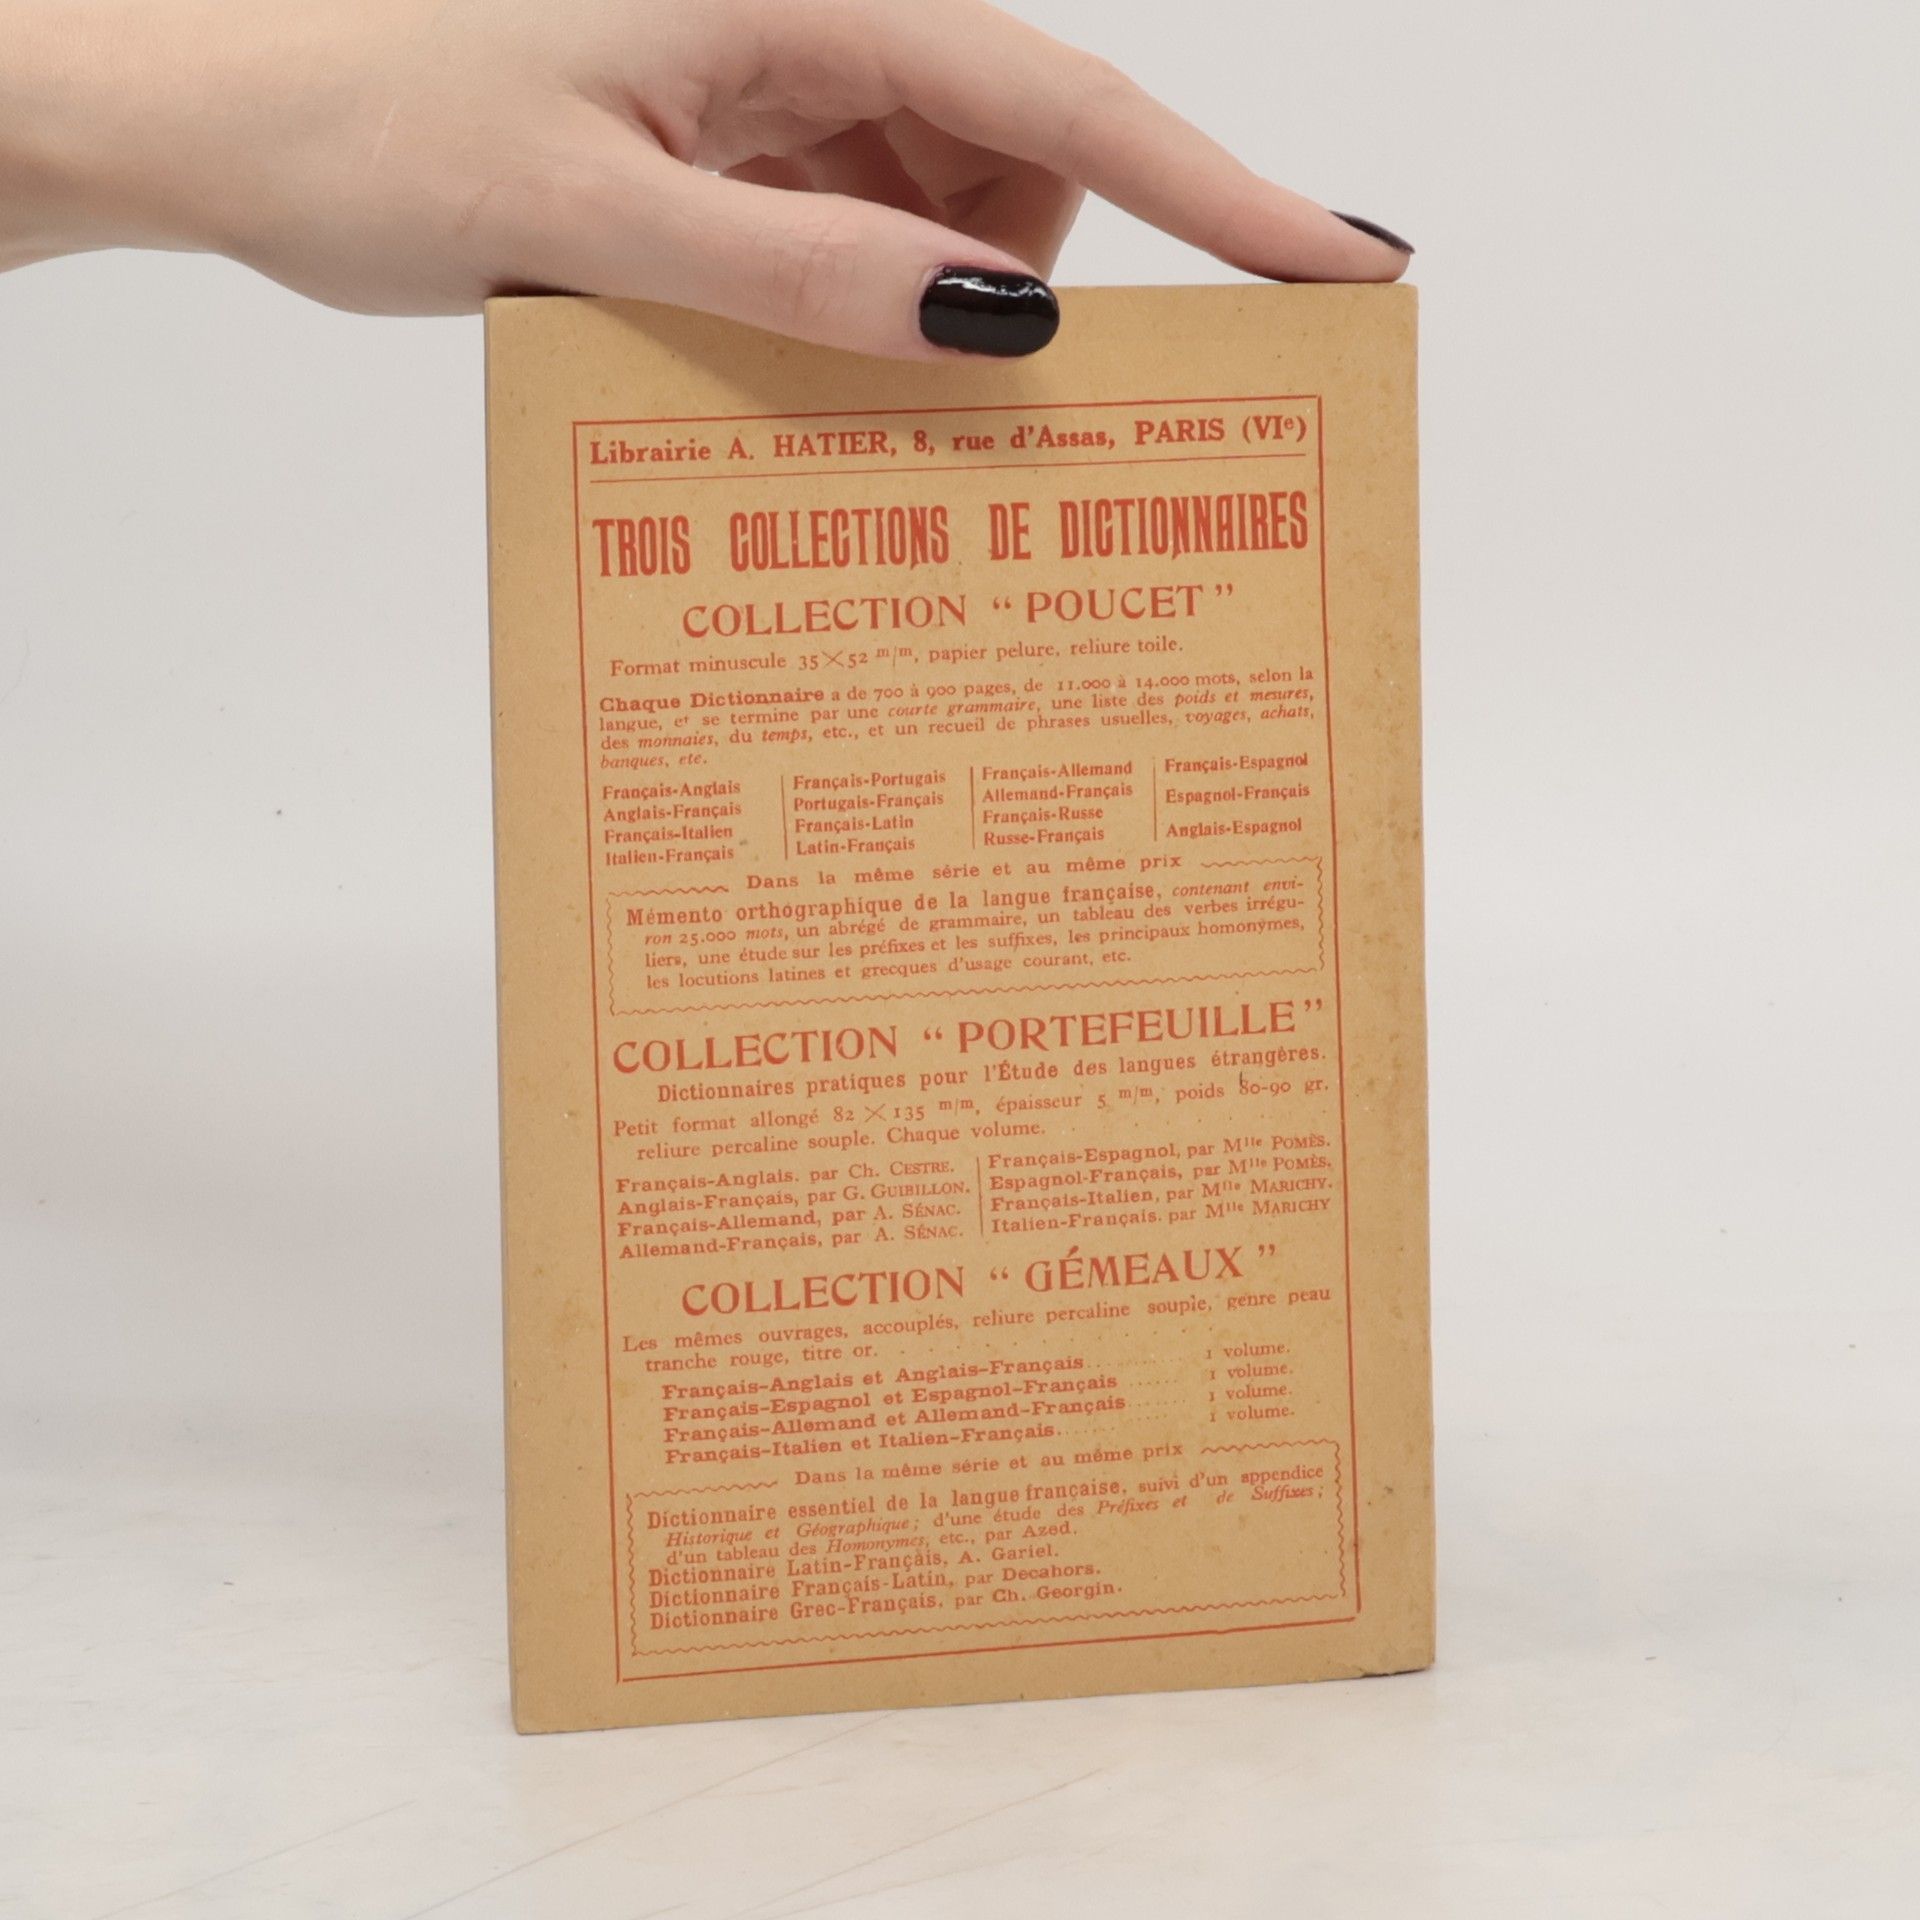 Librairie A. HATIER, 8, rue d'Assas, PARIS (VIe)
TROIS COLLECTIONS DE DICTIONNAIRES
COLLECTION “ POUCET ”
Format minuscule 35×52 m/m, papier pelure, reliure toile.
Chaque Dictionnaire a de 700 à 900 pages, de 11.000 à 14.000 mots, selon la
langue, et se termine par une courte grammaire, une liste des poids et mesures,
des monnaies, du temps, etc., et un recueil de phrases usuelles, voyages, achats,
banques, etc.
Français-Anglais
Anglais-Français
Français-Italien
Italien-Français
Français-Portugais
Portugais-Français
Français-Latin
Latin-Français
Français-Allemand
Allemand-Français
Français-Russe
Russe-Français
Français-Espagnol
Espagnol-Français
Anglais-Espagnol
Dans la même série et au même prix
Mémento orthographique de la langue française, contenant envi-
ron 25.000 mots, un abrégé de grammaire, un tableau des verbes irrégu-
liers, une étude sur les préfixes et les suffixes, les principaux homonymes,
les locutions latines et grecques d'usage courant, etc.
COLLECTION “ PORTEFEUILLE ”
Dictionnaires pratiques pour l'Étude des langues étrangères.
Petit format allongé 82 × 135 m/m, épaisseur 5 m/m, poids 80-90 gr.
reliure percaline souple. Chaque volume.
Français-Anglais. par Ch. CESTRE.
Anglais-Français, par G. GUIBILLON.
Français-Allemand, par A. SÉNAC.
Allemand-Français, par A. SÉNAC.
Français-Espagnol, par Mlle POMÈS.
Espagnol-Français, par Mlle POMÈS.
Français-Italien, par Mlle MARICHY.
Italien-Français. par Mlle MARICHY
COLLECTION “ GÉMEAUX ”
Les mêmes ouvrages, accouplés, reliure percaline souple, genre peau
tranche rouge, titre or.
Français-Anglais et Anglais-Français 1 volume.
Français-Espagnol et Espagnol-Français 1 volume.
Français-Allemand et Allemand-Français 1 volume.
Français-Italien et Italien-Français 1 volume.
Dans la même série et au même prix
Dictionnaire essentiel de la langue française, suivi d'un appendice
Historique et Géographique ; d'une étude des Préfixes et de Suffixes ;
d'un tableau des Homonymes, etc., par Azed.
Dictionnaire Latin-Français, A. Gariel.
Dictionnaire Français-Latin, par Decahors.
Dictionnaire Grec-Français, par Ch. Georgin.